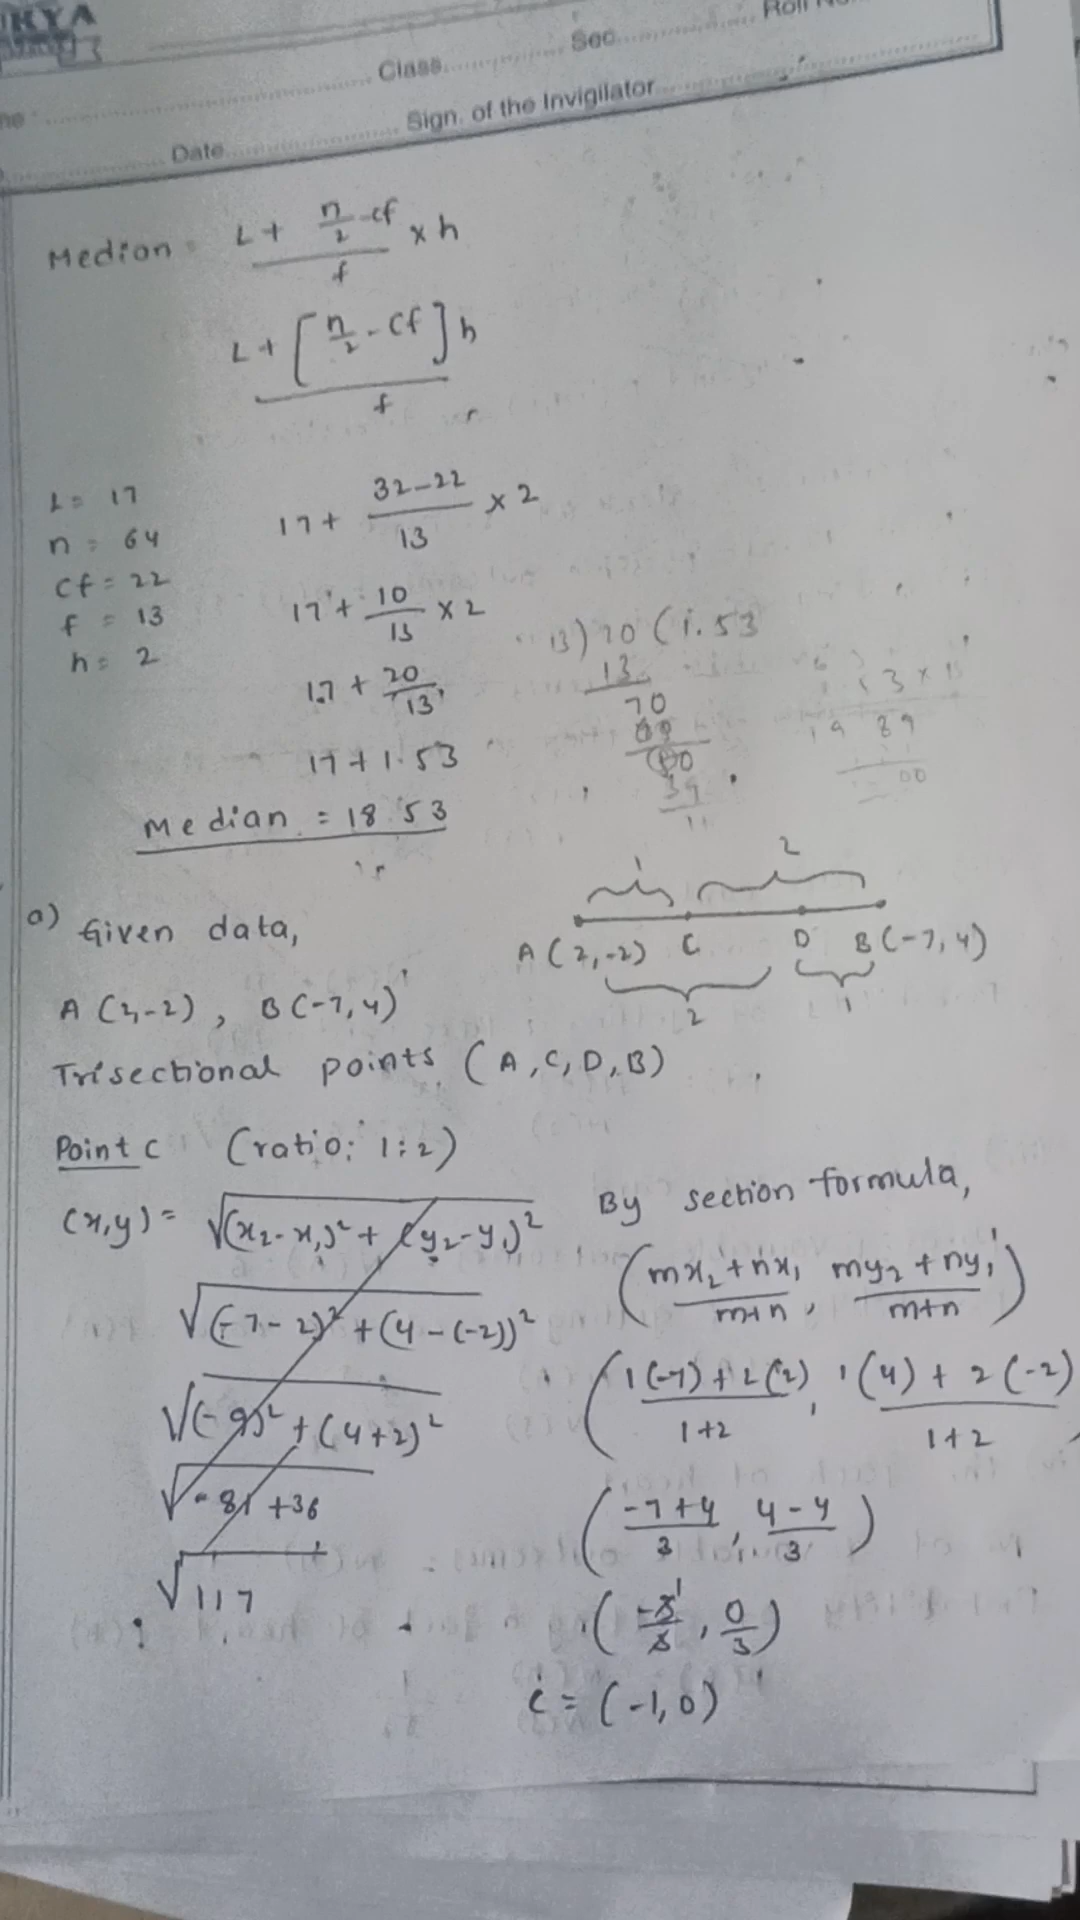 Roll No.
Class
Sec
Date
Sign. of the Invigilator
Median = L + n/2 - cf / f x h
L + [n/2 - cf] h / f
L = 17
n = 64
cf = 22
f = 13
h = 2
17 + 32-22 / 13 x 2
17 + 10/13 x 2
17 + 20/13
17 + 1.53
Median = 18.53
13) 20 (1.53
13
70
a) Given data,
A (2,-2), B (-7,4)
Trisectional points (A,C,D,B)
1 2
A (2,-2) C D B (-7,4)
2 1
Point C (ratio: 1:2)
(x,y) = √(x₂-x₁)² + (y₂-y₁)²
√(-7-2)² + (4-(-2))²
√(-9)² + (4+2)²
√-81 +36
√117
By section formula,
(mx₂+nx₁ / m+n, my₂+ny₁ / m+n)
(1(-7) + 2(2) / 1+2, 1(4) + 2(-2) / 1+2)
(-7+4 / 3, 4-4 / 3)
(-3/3, 0/3)
C = (-1,0)